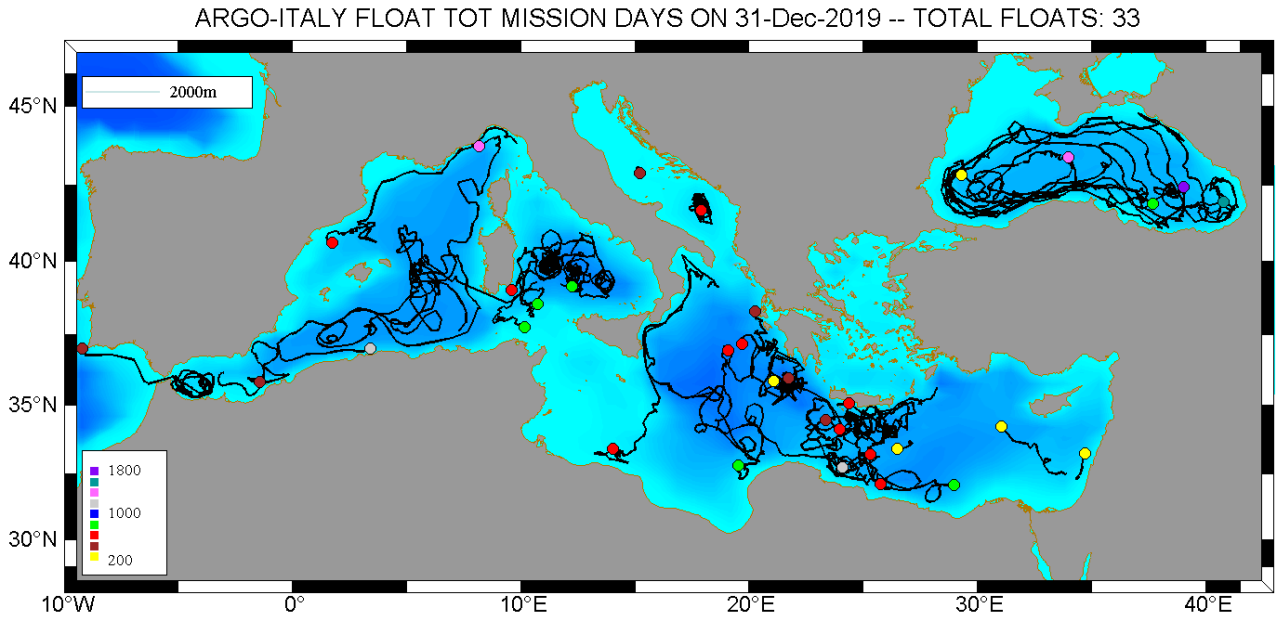 ARGO-ITALY FLOAT TOT MISSION DAYS ON 31-Dec-2019 -- TOTAL FLOATS: 33
45°N
2000m
40°N
35°N
1800
1000
200
30°N
10°W
0°
10°E
20°E
30°E
40°E